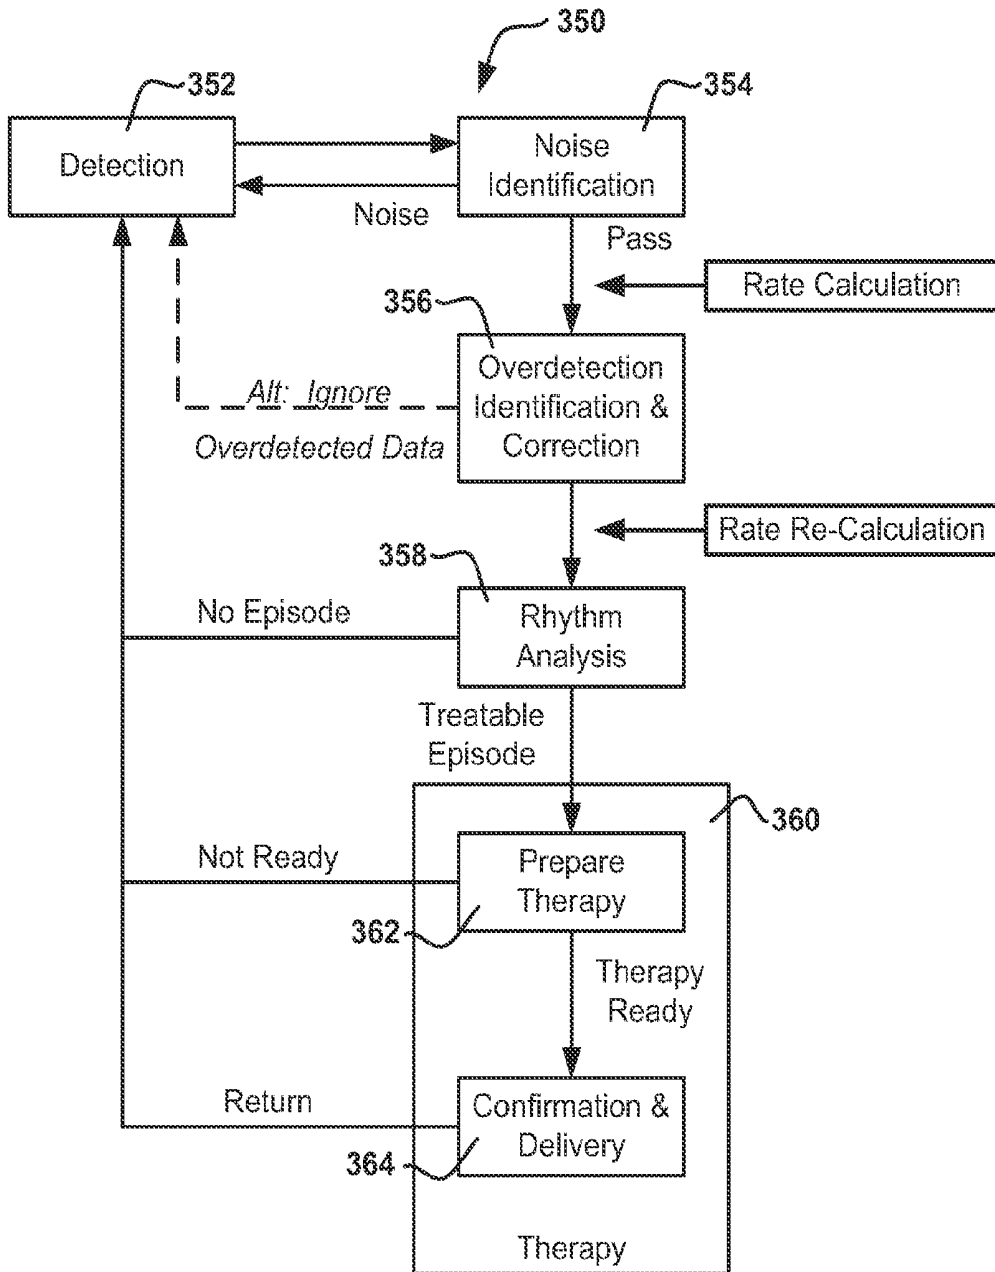 350
352
354
Detection
Noise
Identification
Noise
Pass
Rate Calculation
356
Overdetection
Identification &
Correction
Alt: Ignore
Overdetected Data
Rate Re-Calculation
358
No Episode
Rhythm
Analysis
Treatable
Episode
360
Not Ready
Prepare
Therapy
362
Therapy
Ready
Return
Confirmation &
Delivery
364
Therapy